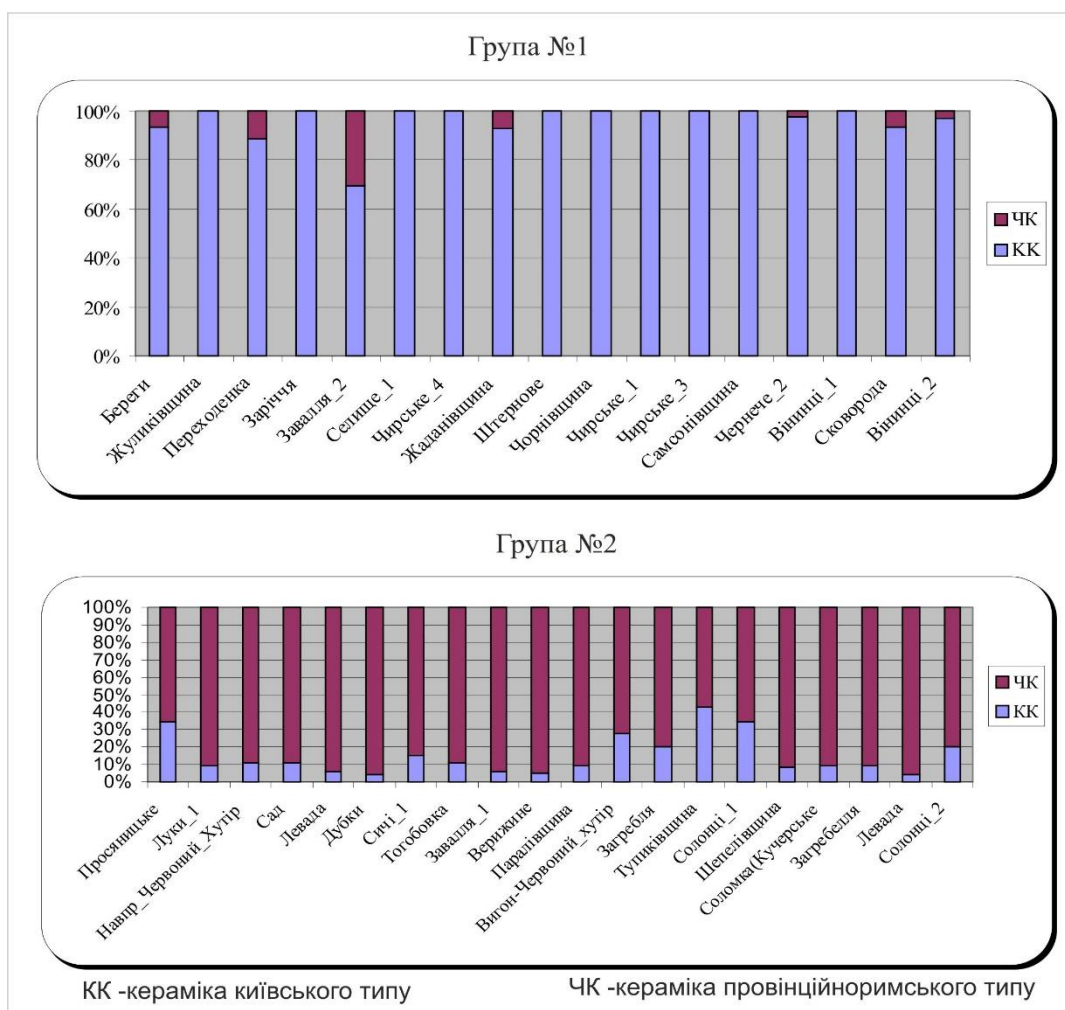 Група №1
100%
80%
60%
40%
20%
0%
Береги
Жуликівщина
Переходенка
Заріччя
Завалля_2
Селище_1
Чирське_4
Жаданівщина
Штернове
Чорнівщина
Чирське_1
Чирське_3
Самсонівщина
Чернече_2
Вінинці_1
Сковорода
Вінинці_2
ЧК
КК
Група №2
100%
90%
80%
70%
60%
50%
40%
30%
20%
10%
0%
Просяницьке
Луки_1
Навпр_Червоний_Хутір
Сад
Левада
Дубки
Сичі_1
Тогобовка
Завалля_1
Верижине
Паралівщина
Вигон-Червоний_хутір
Загребля
Тупиківщина
Солонці_1
Шепелівщина
Соломка(Кучерське
Загребелля
Левада
Солонці_2
ЧК
КК
КК -кераміка київського типу
ЧК -кераміка провінційноримського типу